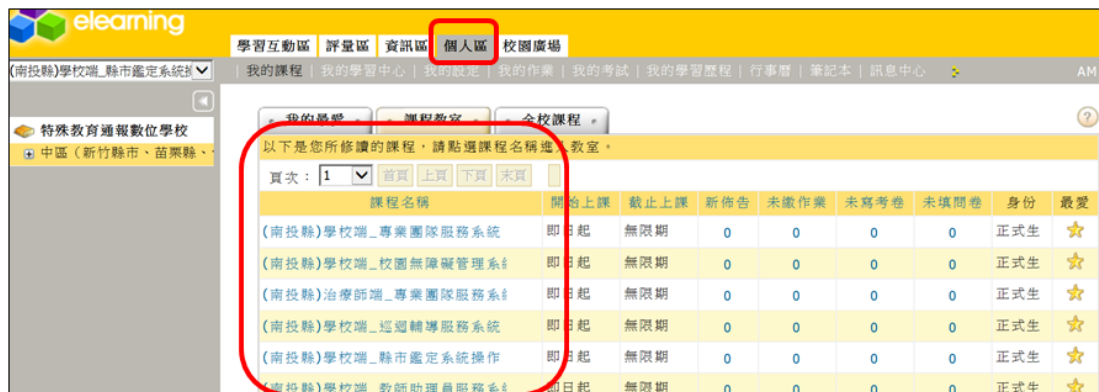 elearning
學習互動區 評量區 資訊區 個人區 校園廣場
(南投縣)學校端_縣市鑑定系統
我的課程 | 我的學習中心 | 我的設定 | 我的作業 | 我的考試 | 我的學習歷程 | 行事曆 | 筆記本 | 訊息中心 AM
特殊教育通報數位學校
中區 (新竹縣市、苗栗縣、
我的最愛 課程教室 全校課程 ?
以下是您所修讀的課程，請點選課程名稱進入教室。
頁次： 1 首頁 上頁 下頁 末頁
課程名稱 開始上課 截止上課 新佈告 未繳作業 未寫考卷 未填問卷 身份 最愛
(南投縣)學校端_專業團隊服務系統 即日起 無限期 0 0 0 0 正式生
(南投縣)學校端_校園無障礙管理系 即日起 無限期 0 0 0 0 正式生
(南投縣)治療師端_專業團隊服務系 即日起 無限期 0 0 0 0 正式生
(南投縣)學校端_巡迴輔導服務系統 即日起 無限期 0 0 0 0 正式生
(南投縣)學校端_縣市鑑定系統操作 即日起 無限期 0 0 0 0 正式生
(南投縣)學校端_教師助理員服務系 即日起 無限期 0 0 0 0 正式生